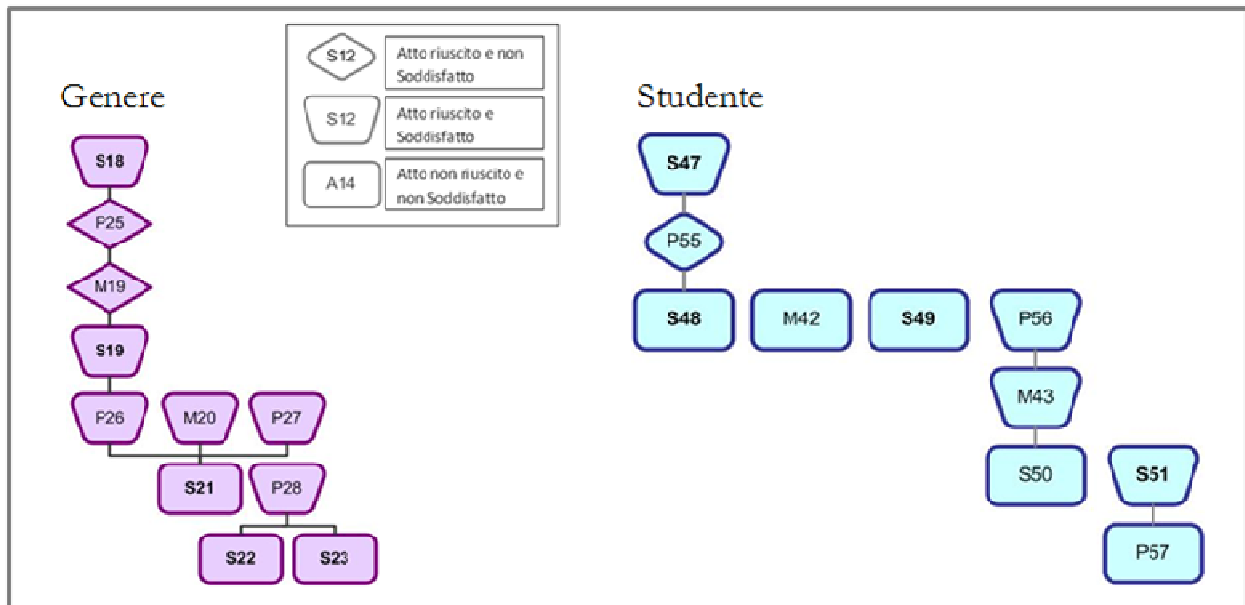 S12
Atto riuscito e non
Soddisfatto
S12
Atto riuscito e
Soddisfatto
A14
Atto non riuscito e
non Soddisfatto
Genere
S18
P25
M19
S19
P26 M20 P27
S21 P28
S22 S23
Studente
S47
P55
S48 M42 S49 P56
M43
S50 S51
P57